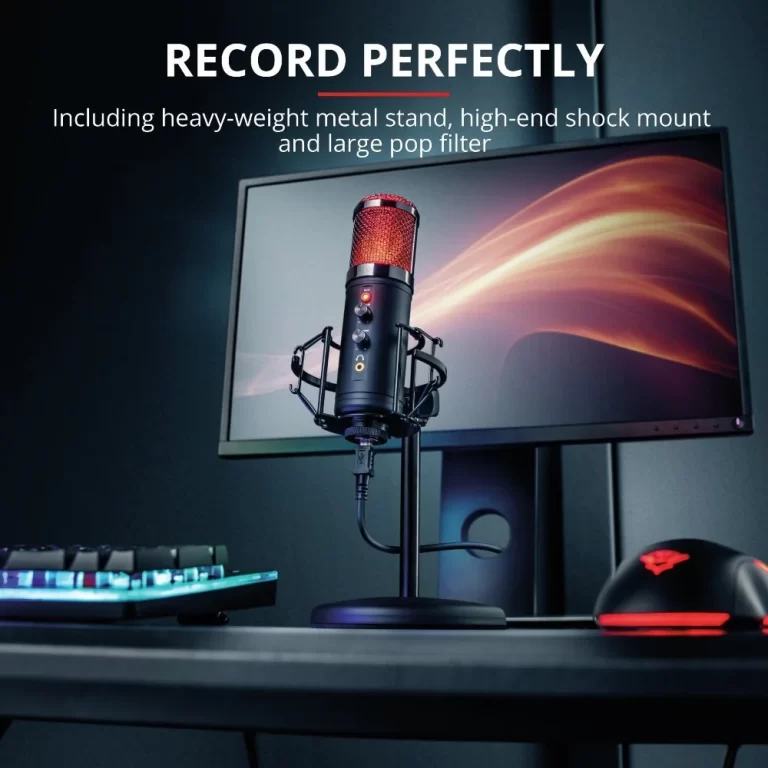 RECORD PERFECTLY
Including heavy-weight metal stand, high-end shock mount
and large pop filter